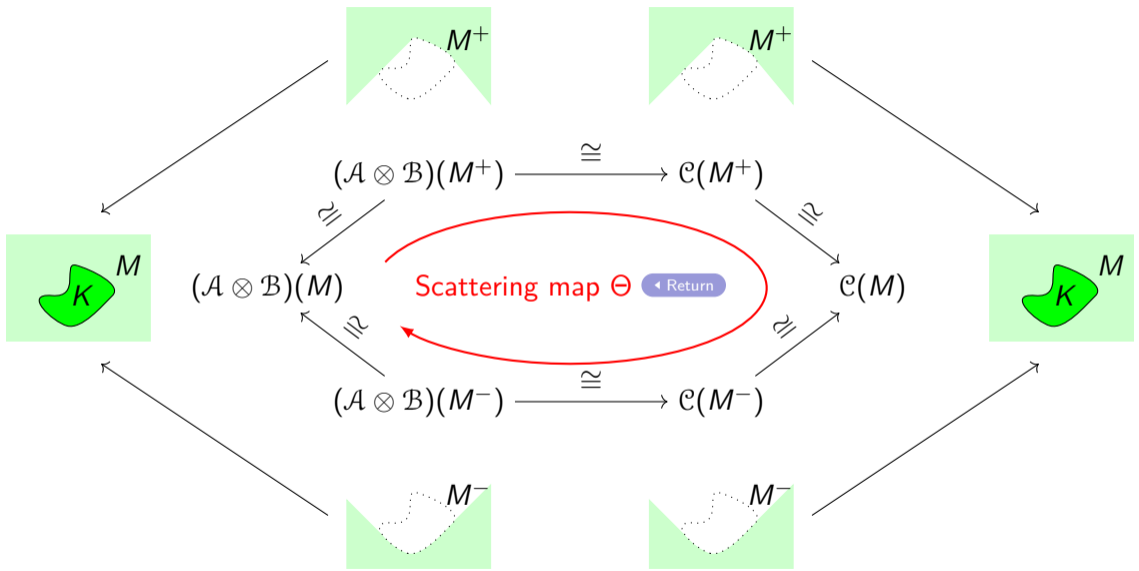 M⁺ M⁺
≅
(𝒜 ⊗ ℬ)(M⁺) 𝒞(M⁺)
≅ ≅
M M
K (𝒜 ⊗ ℬ)(M) Scattering map Θ Return 𝒞(M) K
≅ ≅
≅
(𝒜 ⊗ ℬ)(M⁻) 𝒞(M⁻)
M⁻ M⁻